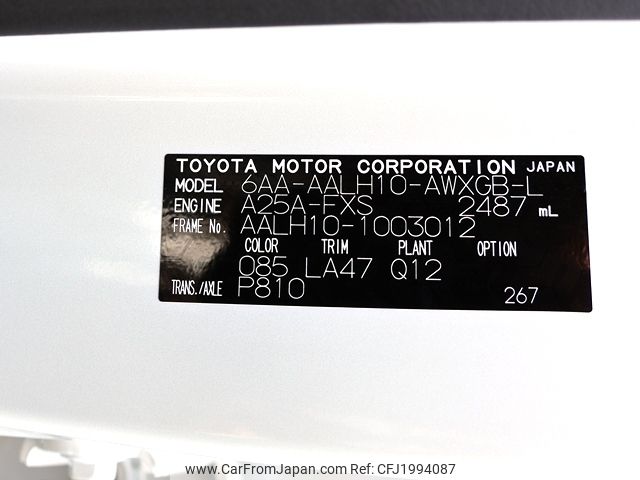 TOYOTA MOTOR CORPORATION JAPAN
MODEL 6AA-AALH10-AWXGB-L
ENGINE A25A-FXS 2487 mL
FRAME No. AALH10-1003012
COLOR TRIM PLANT OPTION
085 LA47 Q12
TRANS./AXLE P810 267
www.CarFromJapan.com | Ref No: CFJ1994087